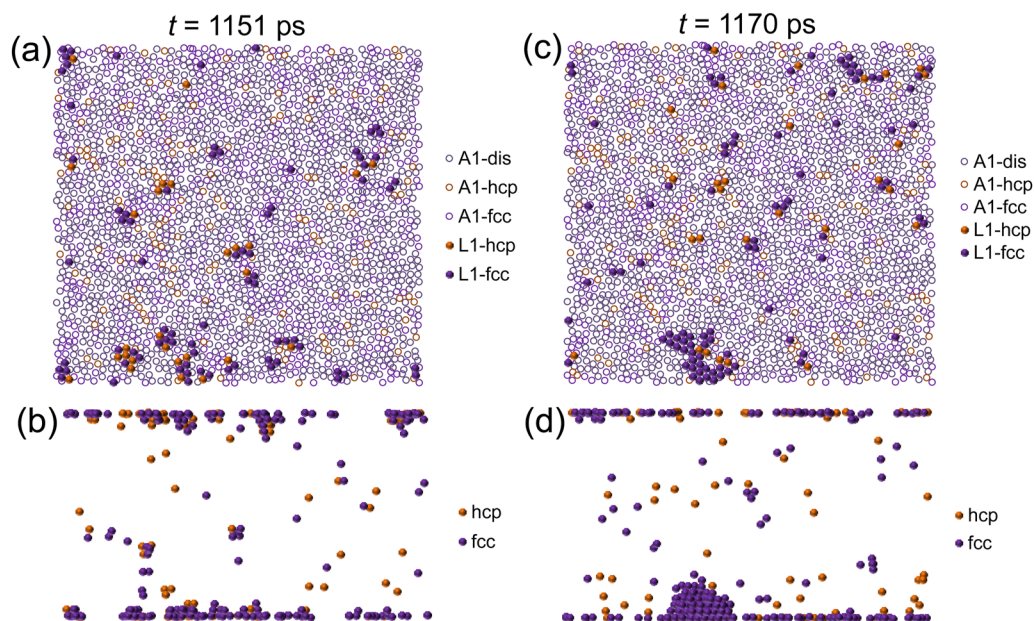 t = 1151 ps
(a)
A1-dis
A1-hcp
A1-fcc
L1-hcp
L1-fcc
t = 1170 ps
(c)
A1-dis
A1-hcp
A1-fcc
L1-hcp
L1-fcc
(b)
hcp
fcc
(d)
hcp
fcc